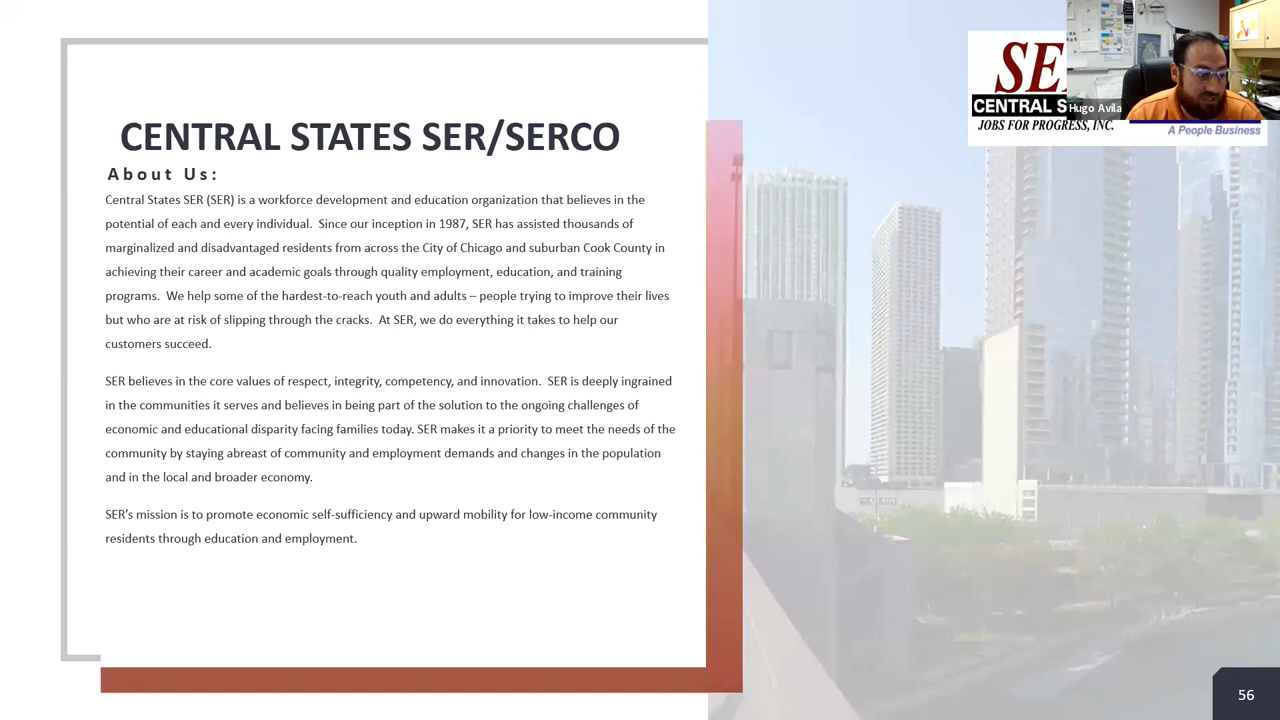 CENTRAL STATES SER/SERCO
About Us:
Central States SER (SER) is a workforce development and education organization that believes in the
potential of each and every individual.  Since our inception in 1987, SER has assisted thousands of
marginalized and disadvantaged residents from across the City of Chicago and suburban Cook County in
achieving their career and academic goals through quality employment, education, and training
programs.  We help some of the hardest-to-reach youth and adults – people trying to improve their lives
but who are at risk of slipping through the cracks.  At SER, we do everything it takes to help our
customers succeed.
SER believes in the core values of respect, integrity, competency, and innovation.  SER is deeply ingrained
in the communities it serves and believes in being part of the solution to the ongoing challenges of
economic and educational disparity facing families today. SER makes it a priority to meet the needs of the
community by staying abreast of community and employment demands and changes in the population
and in the local and broader economy.
SER’s mission is to promote economic self-sufficiency and upward mobility for low-income community
residents through education and employment.
SE
CENTRAL S
Hugo Avila
JOBS FOR PROGRESS, INC.
A People Business
56